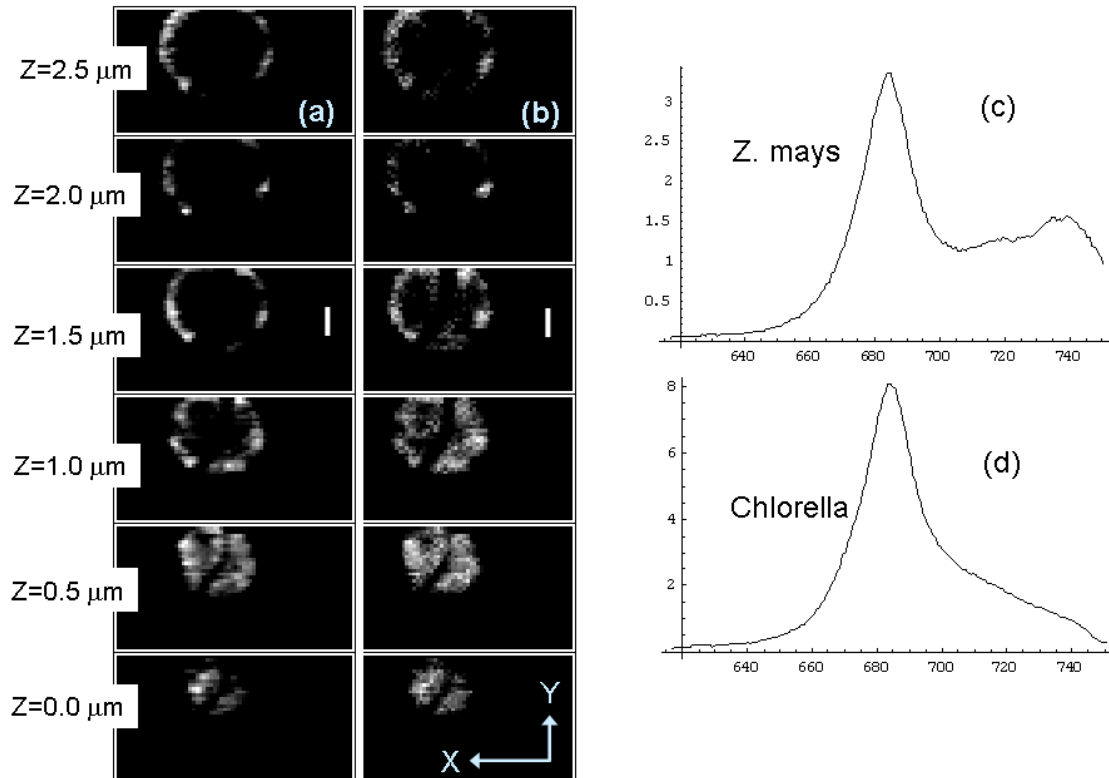 Z=2.5 μm
(a)
(b)
Z=2.0 μm
Z=1.5 μm
Z=1.0 μm
Z=0.5 μm
Z=0.0 μm
Y
X
(c)
Z. mays
3
2.5
2
1.5
1
0.5
640 660 680 700 720 740
(d)
Chlorella
8
6
4
2
640 660 680 700 720 740